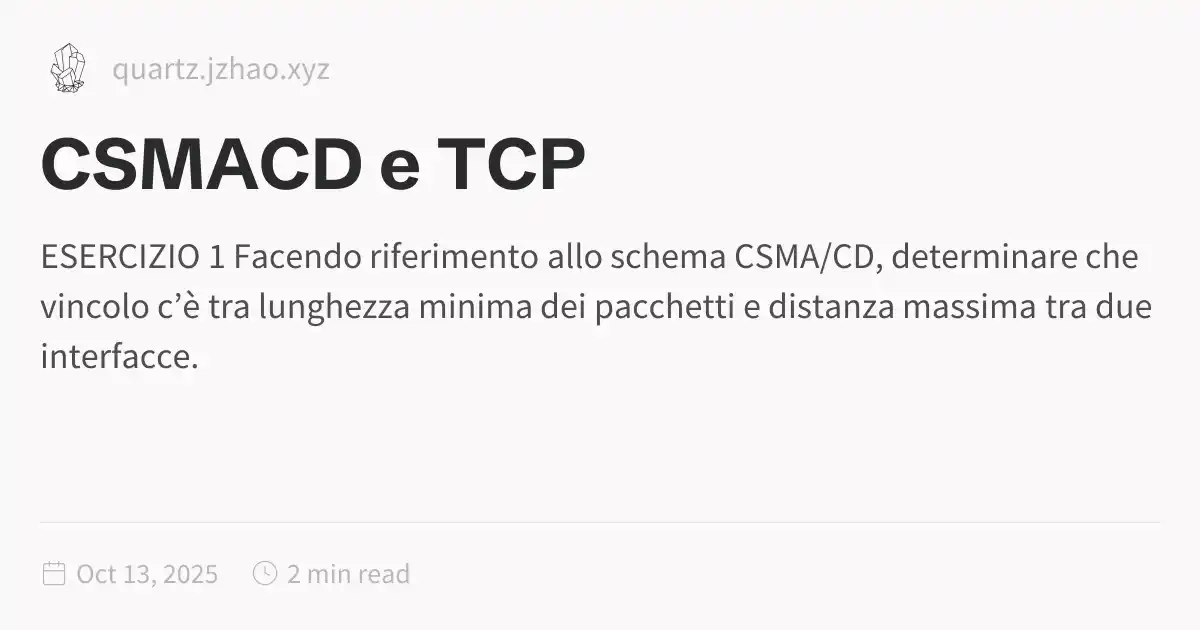 quartz.jzhao.xyz
CSMACD e TCP
ESERCIZIO 1 Facendo riferimento allo schema CSMA/CD, determinare che
vincolo c’è tra lunghezza minima dei pacchetti e distanza massima tra due
interfacce.
Oct 13, 2025 2 min read